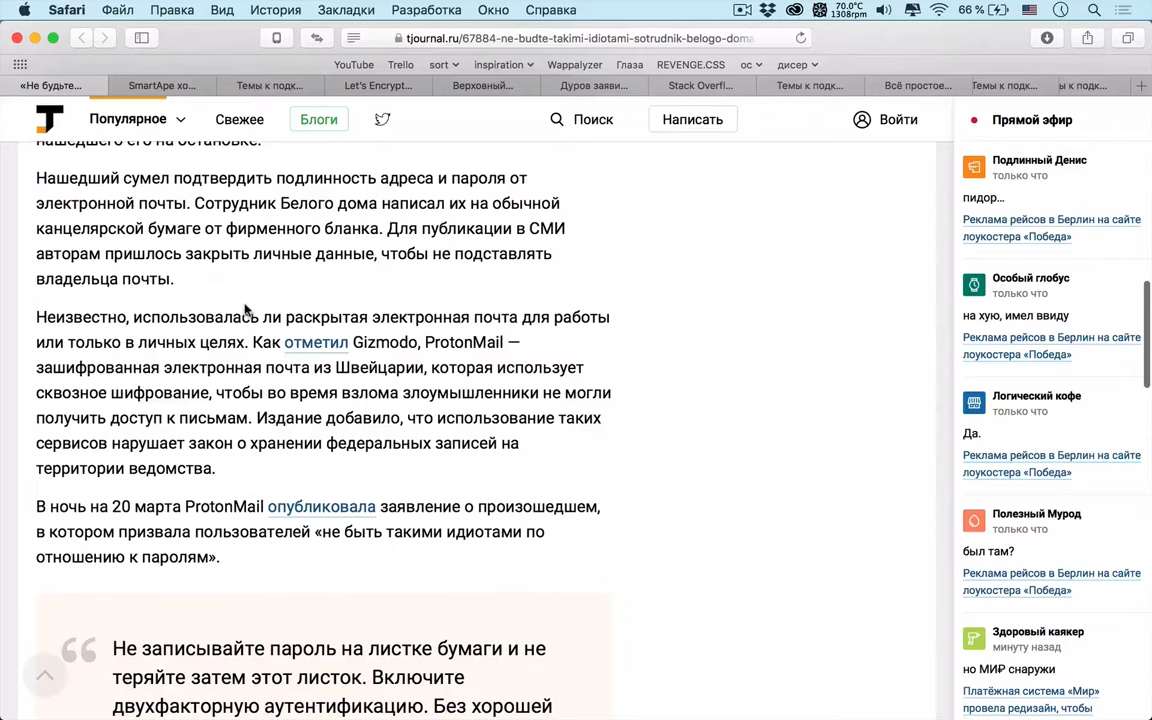 Safari Файл Правка Вид История Закладки Разработка Окно Справка 70.0°C 1308rpm 66 %
tjournal.ru/67884-ne-budte-takimi-idiotami-sotrudnik-belogo-doma
YouTube Trello sort inspiration Wappalyzer Глаза REVENGE.CSS ос дисер
«Не будьте... SmartApe хо... Темы к подк... Let's Encrypt... Верховный... Дуров заяви... Stack Overfl... Темы к подк... Всё простое... Темы к подк... ы к подк...
Популярное Свежее Блоги Поиск Написать Войти
Прямой эфир
нашедшего его на остановке.
Нашедший сумел подтвердить подлинность адреса и пароля от
электронной почты. Сотрудник Белого дома написал их на обычной
канцелярской бумаге от фирменного бланка. Для публикации в СМИ
авторам пришлось закрыть личные данные, чтобы не подставлять
владельца почты.
Неизвестно, использовалась ли раскрытая электронная почта для работы
или только в личных целях. Как отметил Gizmodo, ProtonMail —
зашифрованная электронная почта из Швейцарии, которая использует
сквозное шифрование, чтобы во время взлома злоумышленники не могли
получить доступ к письмам. Издание добавило, что использование таких
сервисов нарушает закон о хранении федеральных записей на
территории ведомства.
В ночь на 20 марта ProtonMail опубликовала заявление о произошедшем,
в котором призвала пользователей «не быть такими идиотами по
отношению к паролям».
Не записывайте пароль на листке бумаги и не
теряйте затем этот листок. Включите
двухфакторную аутентификацию. Без хорошей
Подлинный Денис
только что
пидор...
Реклама рейсов в Берлин на сайте
лоукостера «Победа»
Особый глобус
только что
на хую, имел ввиду
Реклама рейсов в Берлин на сайте
лоукостера «Победа»
Логический кофе
только что
Да.
Реклама рейсов в Берлин на сайте
лоукостера «Победа»
Полезный Мурод
только что
был там?
Реклама рейсов в Берлин на сайте
лоукостера «Победа»
Здоровый каякер
минуту назад
но МИ₽ снаружи
Платёжная система «Мир»
провела редизайн, чтобы